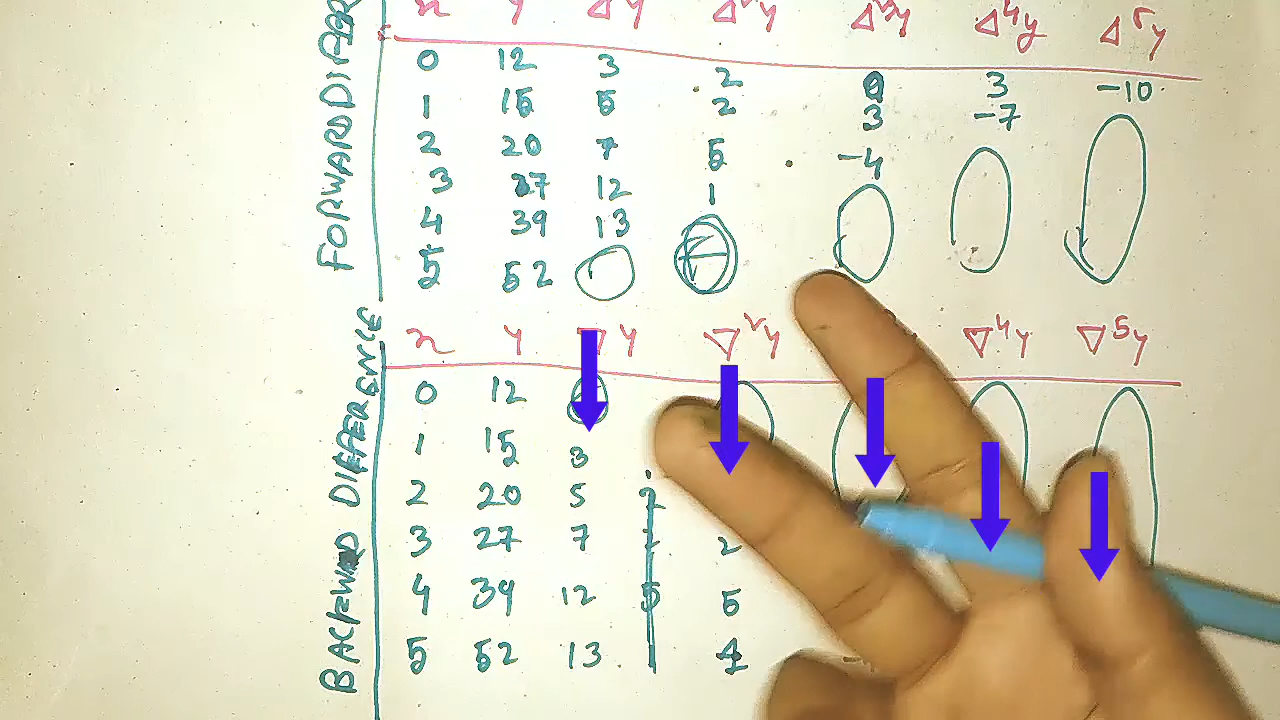 FORWARD DIFFER
x y Δy Δ²y Δ³y Δ⁴y Δ⁵y
0 12 3 2 0 3 -10
1 15 5 2 3 -7
2 20 7 5 -4
3 27 12 1
4 39 13
5 52
BACKWARD DIFFERENCE
x y ∇y ∇²y ∇⁴y ∇⁵y
0 12
1 15 3
2 20 5 2
3 27 7 2
4 39 12 5 5
5 52 13